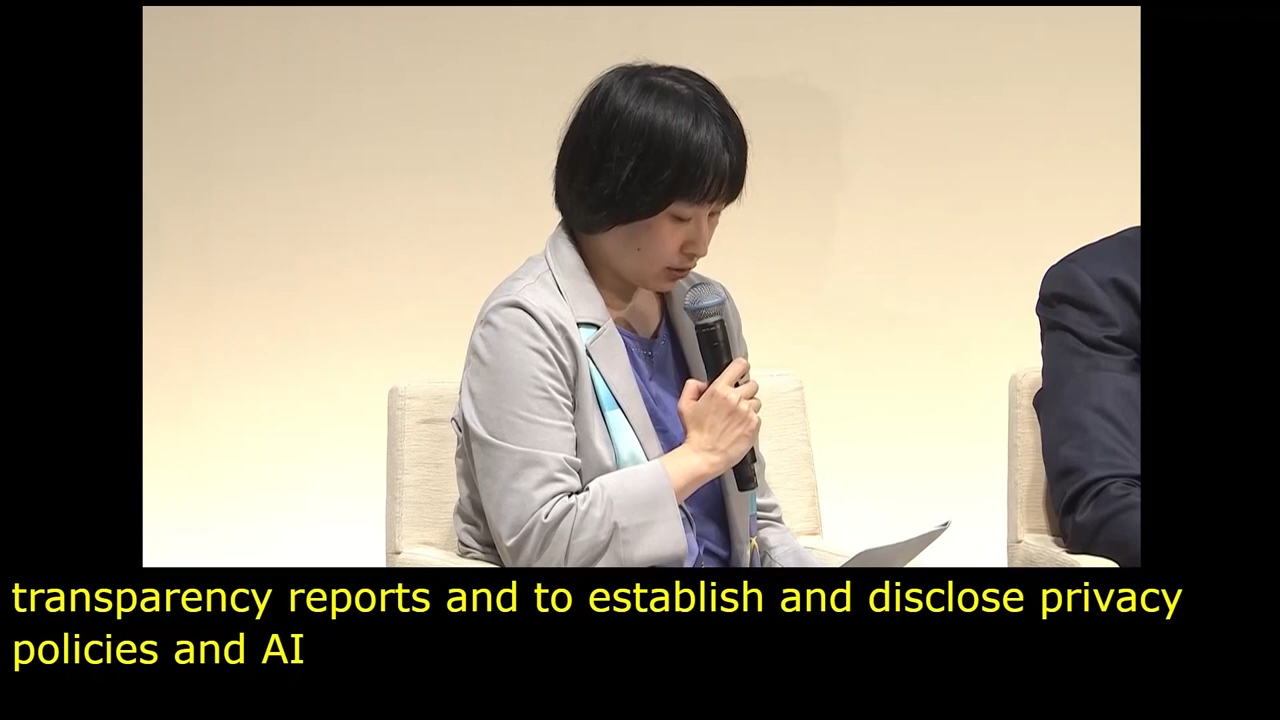 transparency reports and to establish and disclose privacy
policies and AI